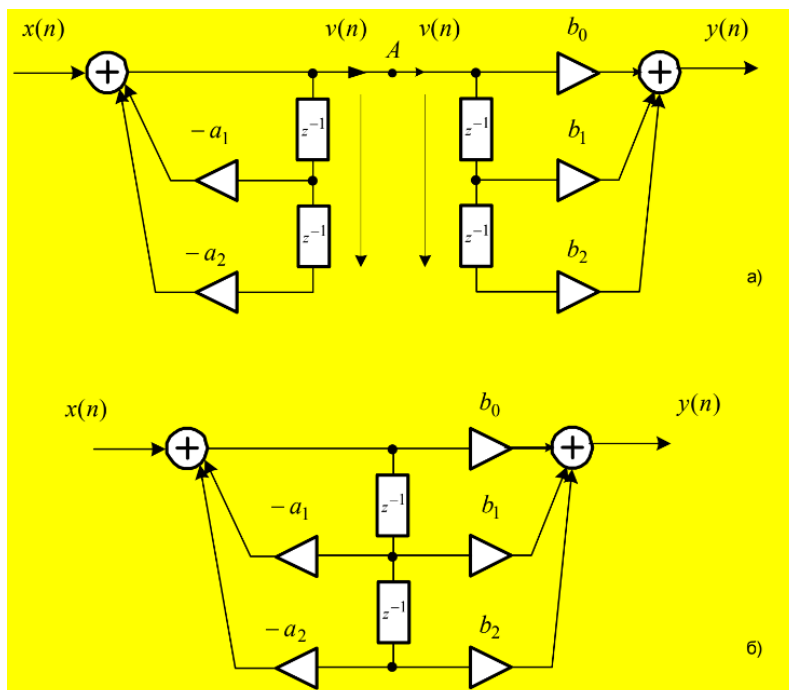 x(n) v(n) A v(n) b₀ y(n)
+ +
z⁻¹ z⁻¹
−a₁ b₁
z⁻¹ z⁻¹
−a₂ b₂
а)
x(n) b₀ y(n)
+ +
z⁻¹
−a₁ b₁
z⁻¹
−a₂ b₂
б)